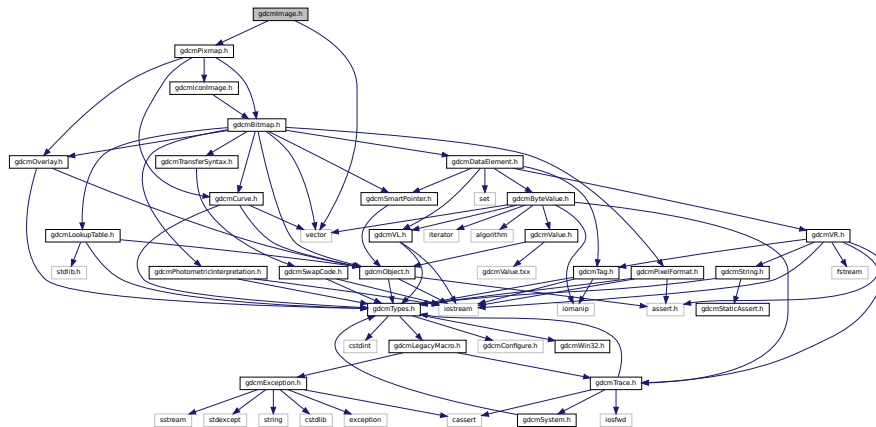 gdcmImage.h
gdcmPixmap.h
gdcmIconImage.h
gdcmBitmap.h
gdcmOverlay.h
gdcmTransferSyntax.h
gdcmDataElement.h
gdcmCurve.h
gdcmSmartPointer.h
set
gdcmByteValue.h
gdcmLookupTable.h
vector
gdcmVL.h
iterator
algorithm
gdcmValue.h
gdcmVR.h
stdlib.h
gdcmPhotometricInterpretation.h
gdcmSwapCode.h
gdcmObject.h
gdcmValue.txx
gdcmTag.h
gdcmPixelFormat.h
gdcmString.h
fstream
gdcmTypes.h
iostream
iomanip
assert.h
gdcmStaticAssert.h
cstdint
gdcmLegacyMacro.h
gdcmConfigure.h
gdcmWin32.h
gdcmException.h
gdcmTrace.h
sstream
stdexcept
string
cstdlib
exception
cassert
gdcmSystem.h
iosfwd